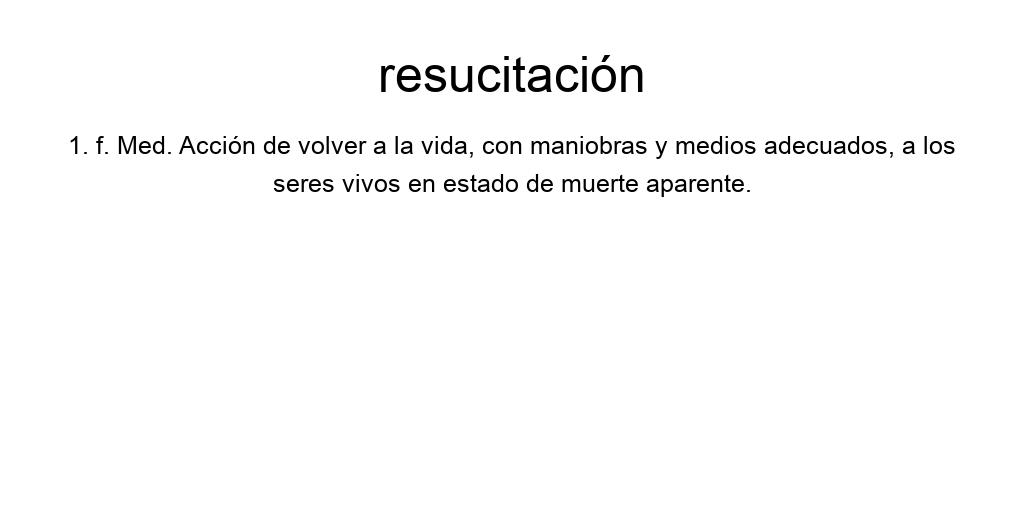 resucitación
1. f. Med. Acción de volver a la vida, con maniobras y medios adecuados, a los
seres vivos en estado de muerte aparente.